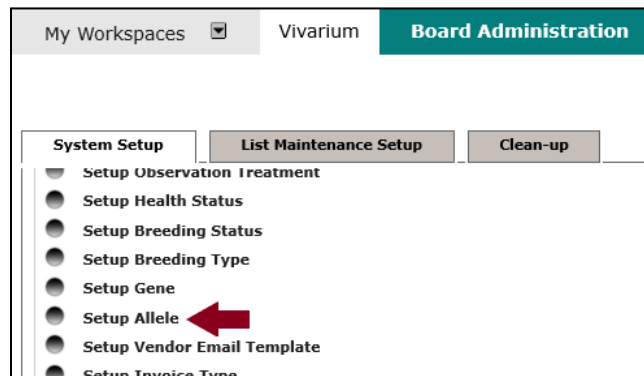 My Workspaces Vivarium Board Administration
System Setup List Maintenance Setup Clean-up
Setup Observation Treatment
Setup Health Status
Setup Breeding Status
Setup Breeding Type
Setup Gene
Setup Allele
Setup Vendor Email Template
Setup Invoice Type